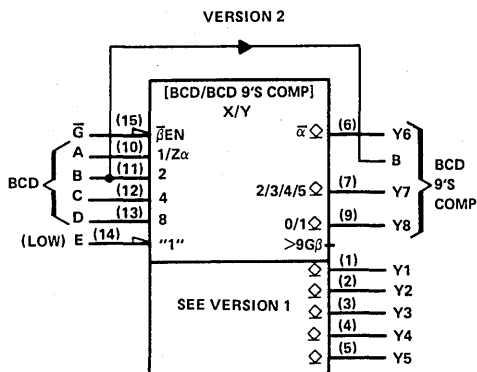 VERSION 2
[BCD/BCD 9'S COMP]
X/Y
G̅ (15) β̅EN α̅ (6) Y6
A (10) 1/Zα
B (11) 2 B
BCD
C (12) 4 2/3/4/5 (7) Y7
BCD
9'S
COMP
D (13) 8 0/1 (9) Y8
(LOW) E (14) "1" >9Gβ
SEE VERSION 1
(1) Y1
(2) Y2
(3) Y3
(4) Y4
(5) Y5